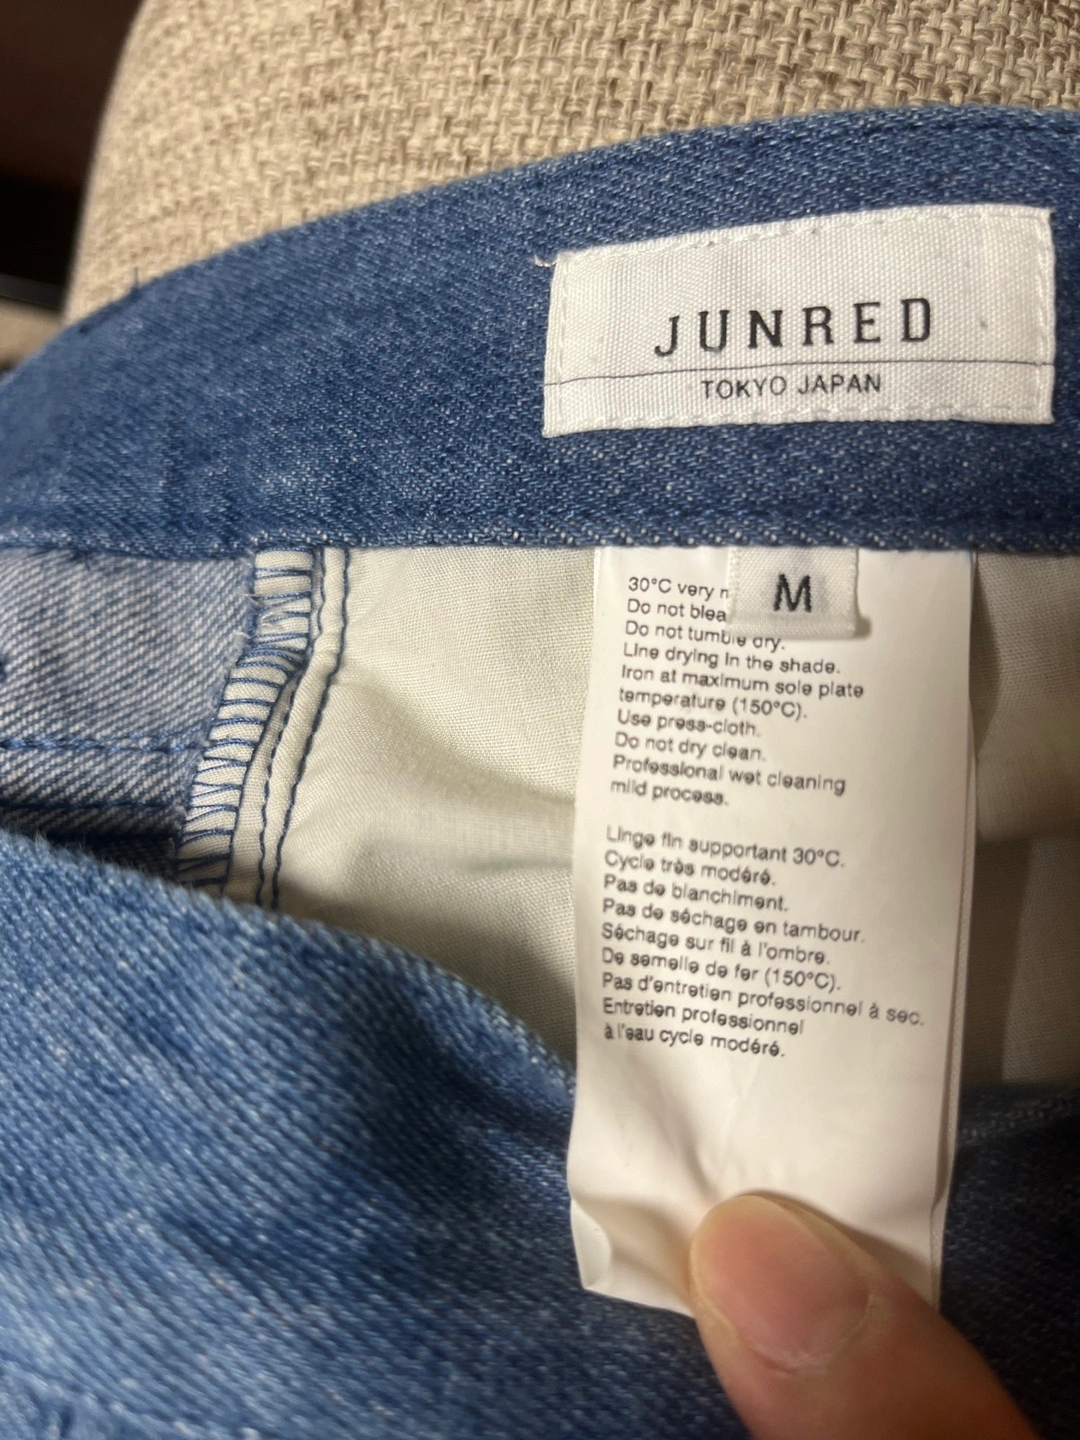 JUNRED
TOKYO JAPAN
M
30°C very
Do not
Do not tumble dry.
Line drying in the shade.
Iron at maximum sole plate
temperature (150°C).
Use press-cloth.
Do not dry clean.
Professional wet cleaning
mild process.
Linge fin supportant 30°C.
Cycle très modéré.
Pas de blanchiment.
Pas de séchage en tambour.
Séchage sur fil à l'ombre.
De semelle de fer (150°C).
Pas d'entretien professionnel à sec.
Entretien professionnel
à l'eau cycle modéré.